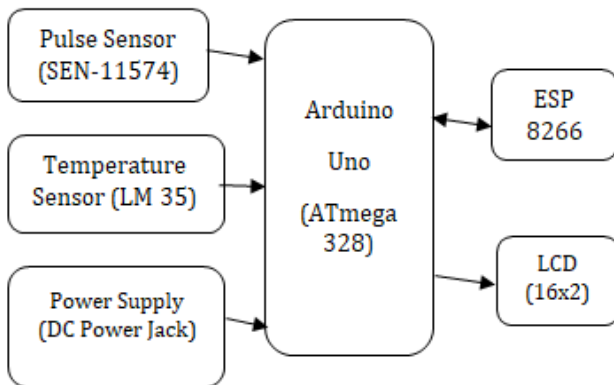 Pulse Sensor
(SEN-11574)
Temperature
Sensor (LM 35)
Power Supply
(DC Power Jack)
Arduino
Uno
(ATmega
328)
ESP
8266
LCD
(16x2)